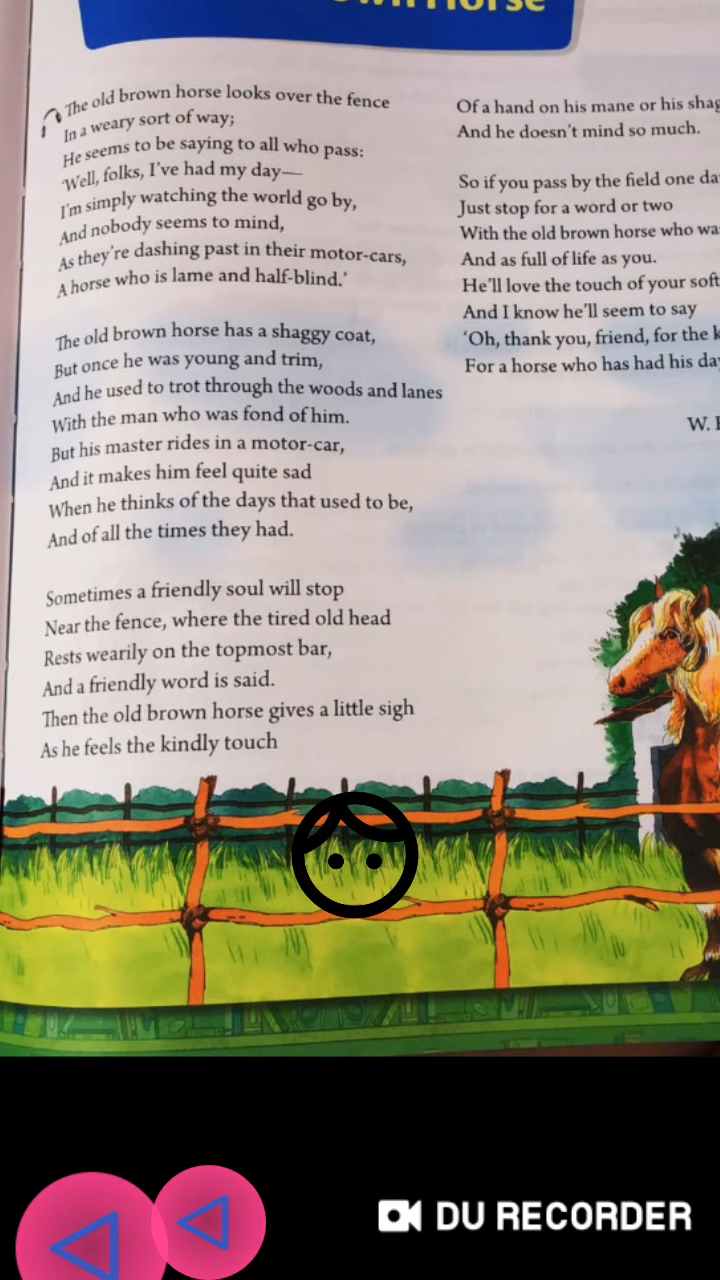 Horse
The old brown horse looks over the fence
In a weary sort of way;
He seems to be saying to all who pass:
‘Well, folks, I’ve had my day—
I’m simply watching the world go by,
And nobody seems to mind,
As they’re dashing past in their motor-cars,
A horse who is lame and half-blind.’
The old brown horse has a shaggy coat,
But once he was young and trim,
And he used to trot through the woods and lanes
With the man who was fond of him.
But his master rides in a motor-car,
And it makes him feel quite sad
When he thinks of the days that used to be,
And of all the times they had.
Sometimes a friendly soul will stop
Near the fence, where the tired old head
Rests wearily on the topmost bar,
And a friendly word is said.
Then the old brown horse gives a little sigh
As he feels the kindly touch
Of a hand on his mane or his
And he doesn’t mind so much.
So if you pass by the field one
Just stop for a word or two
With the old brown horse who
And as full of life as you.
He’ll love the touch of your
And I know he’ll seem to say
‘Oh, thank you, friend, for the
For a horse who has had his
W.
DU RECORDER